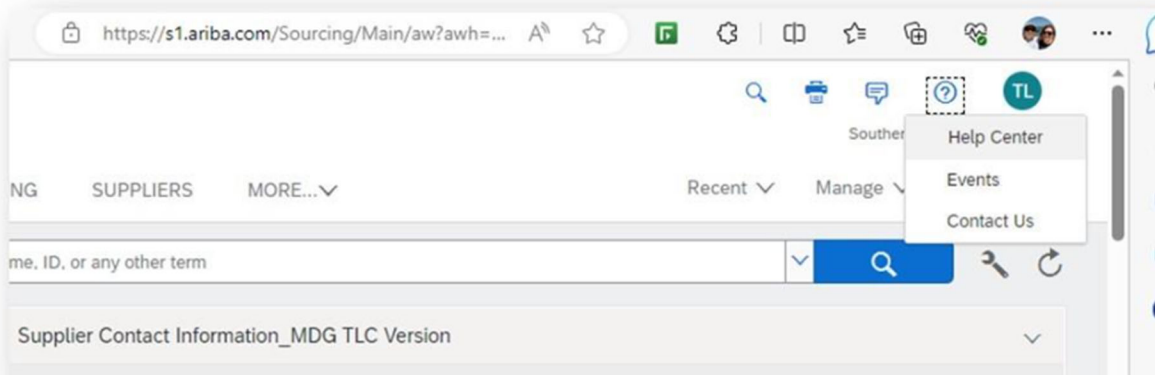 https://s1.ariba.com/Sourcing/Main/aw?awh=...
TL
Souther
Help Center
Events
Contact Us
NG SUPPLIERS MORE... Recent Manage
me, ID, or any other term
Supplier Contact Information_MDG TLC Version